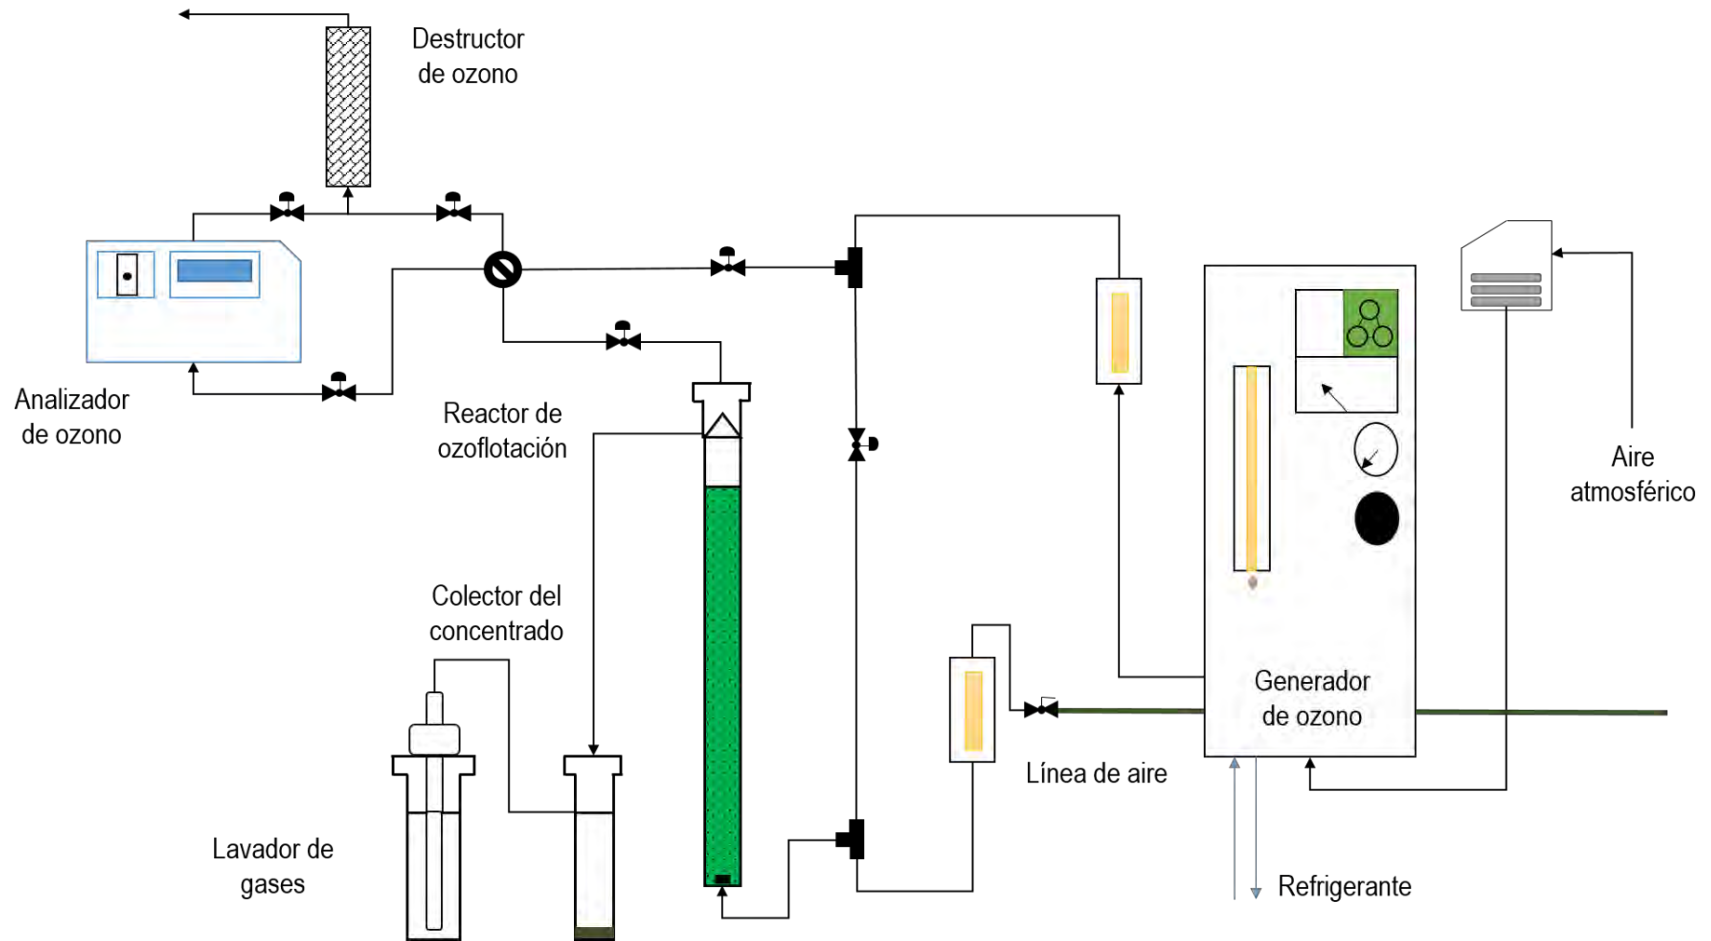 Destructor
de ozono
Analizador
de ozono
Reactor de
ozoflotación
Aire
atmosférico
Colector del
concentrado
Generador
de ozono
Línea de aire
Lavador de
gases
Refrigerante